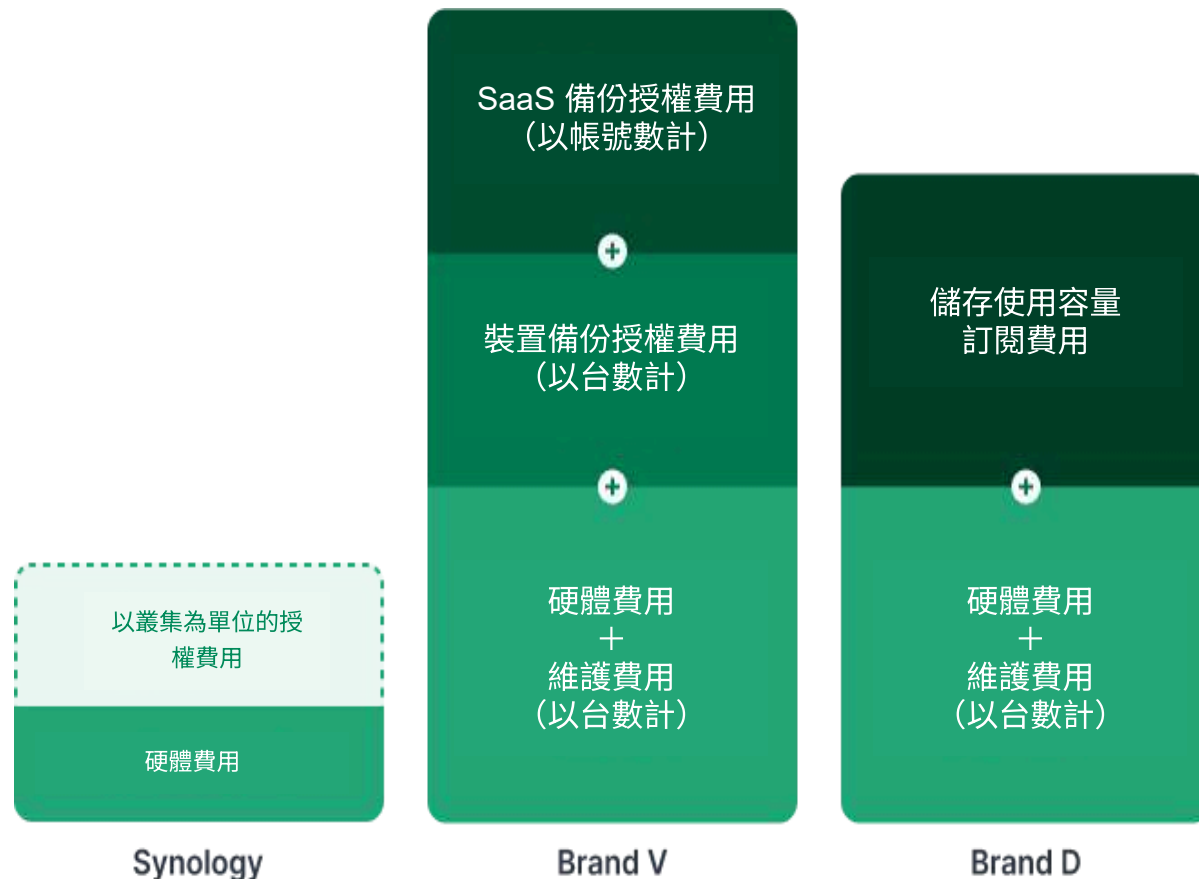 以叢集為單位的授
權費用
硬體費用
Synology
SaaS 備份授權費用
（以帳號數計）
裝置備份授權費用
（以台數計）
硬體費用
＋
維護費用
（以台數計）
Brand V
儲存使用容量
訂閱費用
硬體費用
＋
維護費用
（以台數計）
Brand D